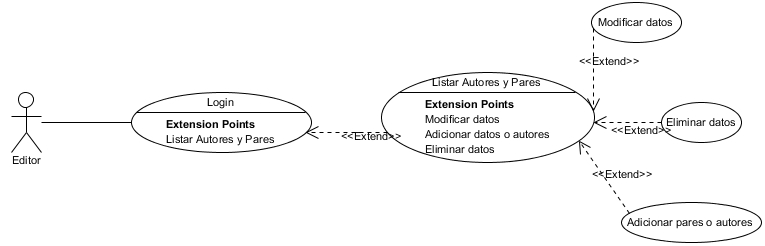 Editor
Login
Extension Points
Listar Autores y Pares
<<Extend>>
Listar Autores y Pares
Extension Points
Modificar datos
Adicionar datos o autores
Eliminar datos
Modificar datos
<<Extend>>
Eliminar datos
<<Extend>>
<<Extend>>
Adicionar pares o autores